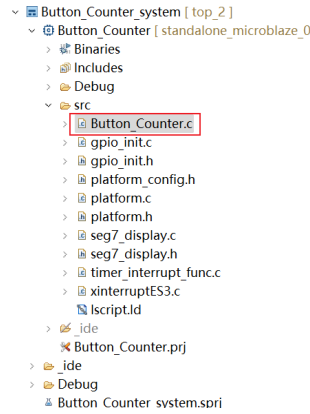 Button_Counter_system [ top_2 ]
Button_Counter [ standalone_microblaze_0
Binaries
Includes
Debug
src
Button_Counter.c
gpio_init.c
gpio_init.h
platform_config.h
platform.c
platform.h
seg7_display.c
seg7_display.h
timer_interrupt_func.c
xinterruptES3.c
lscript.ld
_ide
Button_Counter.prj
_ide
Debug
Button_Counter_system.sprj